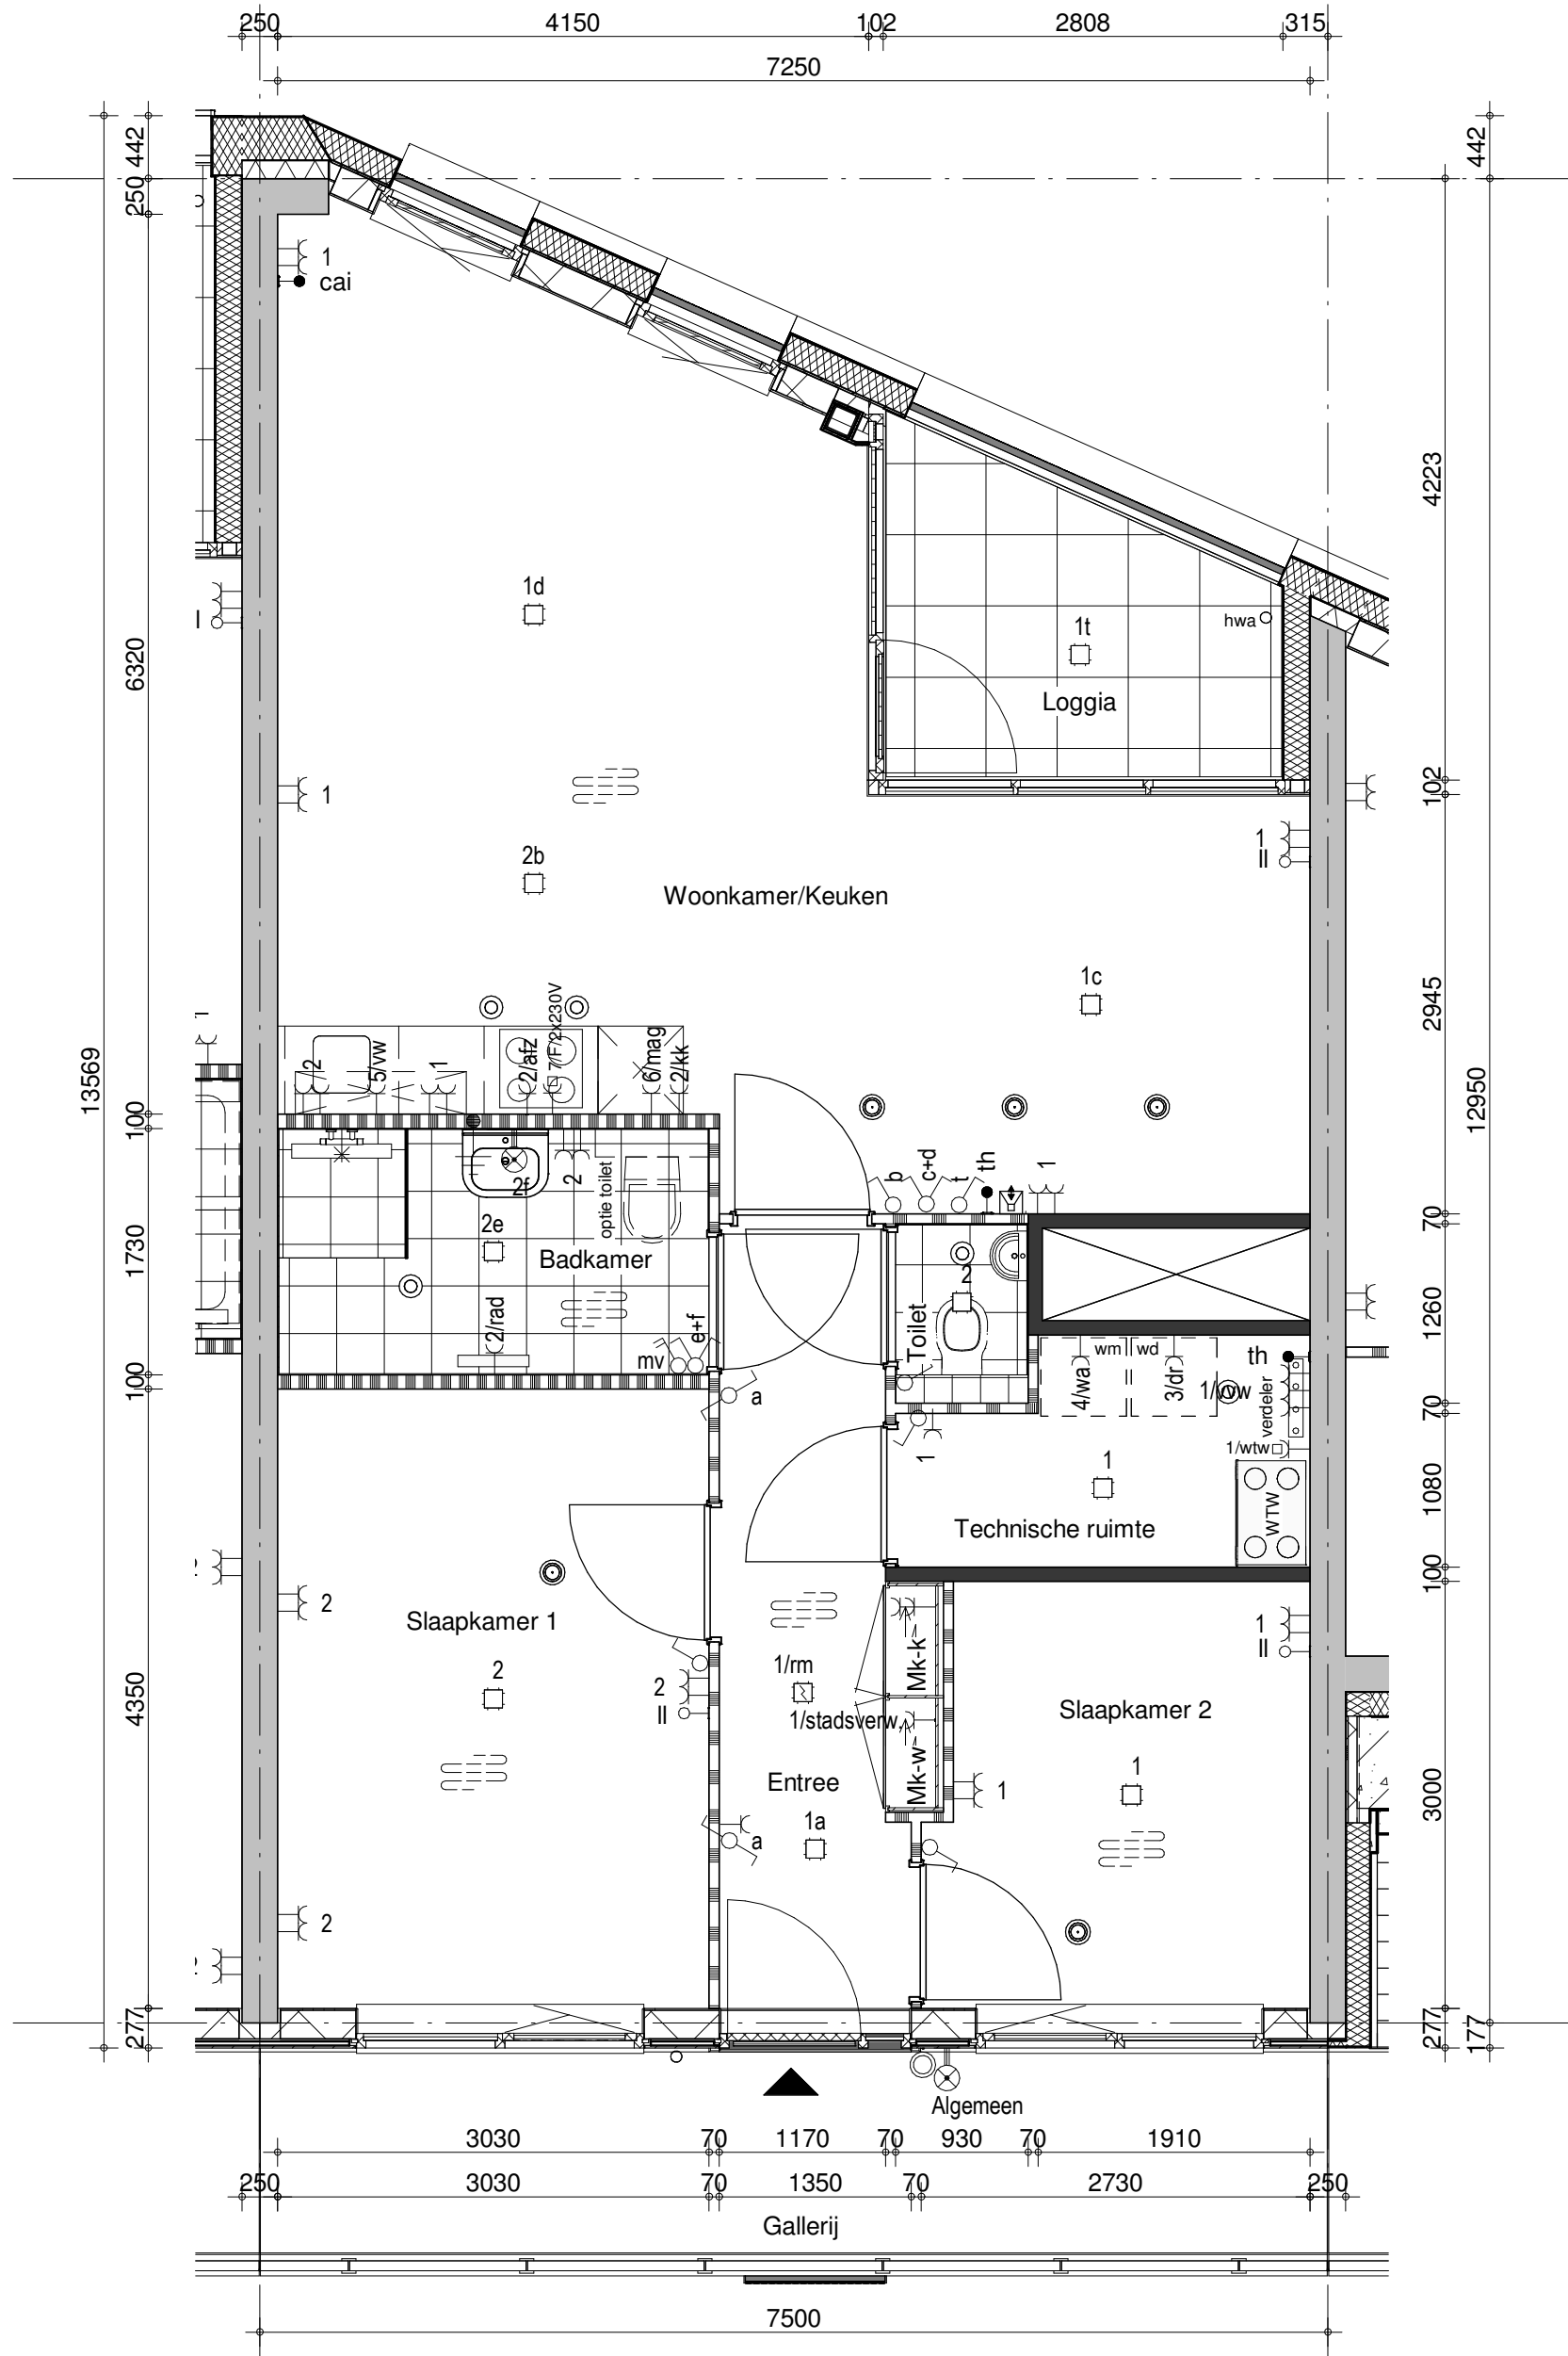 250 4150 102 2808 315
7250
442
250
6320
13569
100
1730
100
4350
277
442
4223
102
2945
12950
70
1260
70
1080
100
3000
277
177
1
cai
1d
1t
hwa
Loggia
1
1
II
2b
Woonkamer/Keuken
1c
2
5/vw
1
2/afz
7/F/2x230V
6/mag
2/kk
b
c+d
t
th
1
2f
2
optie toilet
2e
Badkamer
2/rad
mv
e+f
a
2
Toilet
wm
wd
4/wa
3/dr
th
1/vvw
verdeler
1/wtw
WTW
1
1
Technische ruimte
Slaapkamer 1
2
2
2
II
1/rm
1/stadsverw.
Mk-k
Mk-w
1
II
Slaapkamer 2
1
1
Entree
1a
a
2
Algemeen
3030 70 1170 70 930 70 1910
250 3030 70 1350 70 2730 250
Gallerij
7500